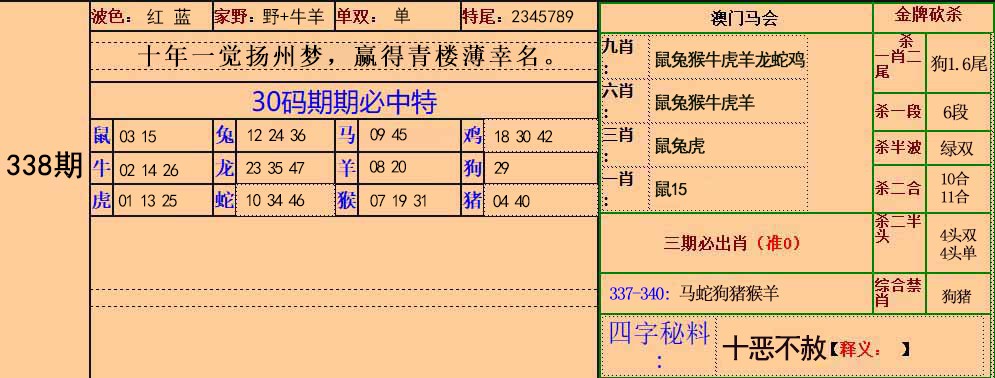 338期
波色： 红 蓝 家野：野+牛羊 单双： 单 特尾：2345789
十年一觉扬州梦，赢得青楼薄幸名。
30码期期必中特
鼠 03 15 兔 12 24 36 马 09 45 鸡 18 30 42
牛 02 14 26 龙 23 35 47 羊 08 20 狗 29
虎 01 13 25 蛇 10 34 46 猴 07 19 31 猪 04 40
澳门马会
九肖：鼠兔猴牛虎羊龙蛇鸡
六肖：鼠兔猴牛虎羊
三肖：鼠兔虎
一肖：鼠15
三期必出肖（准0）
337-340: 马蛇狗猪猴羊
四字秘料：十恶不赦【释义： 】
金牌砍杀
杀一肖二尾 狗1.6尾
杀一段 6段
杀半波 绿双
杀二合 10合
11合
杀二半头 4头双
4头单
综合禁肖 狗猪